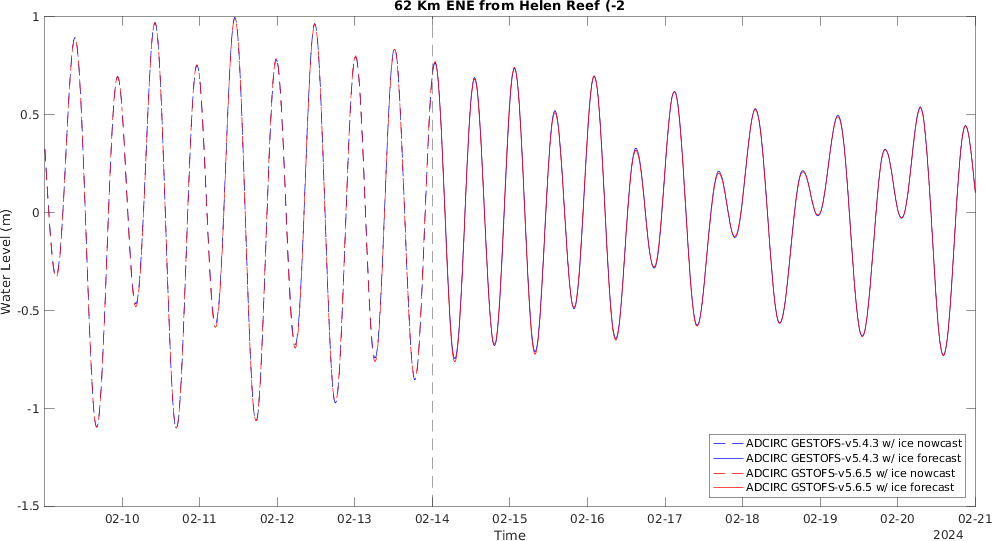 62 Km ENE from Helen Reef (-2
Water Level (m)
1
0.5
0
-0.5
-1
-1.5
02-10 02-11 02-12 02-13 02-14 02-15 02-16 02-17 02-18 02-19 02-20 02-21
Time
2024
ADCIRC GESTOFS-v5.4.3 w/ ice nowcast
ADCIRC GESTOFS-v5.4.3 w/ ice forecast
ADCIRC GSTOFS-v5.6.5 w/ ice nowcast
ADCIRC GSTOFS-v5.6.5 w/ ice forecast